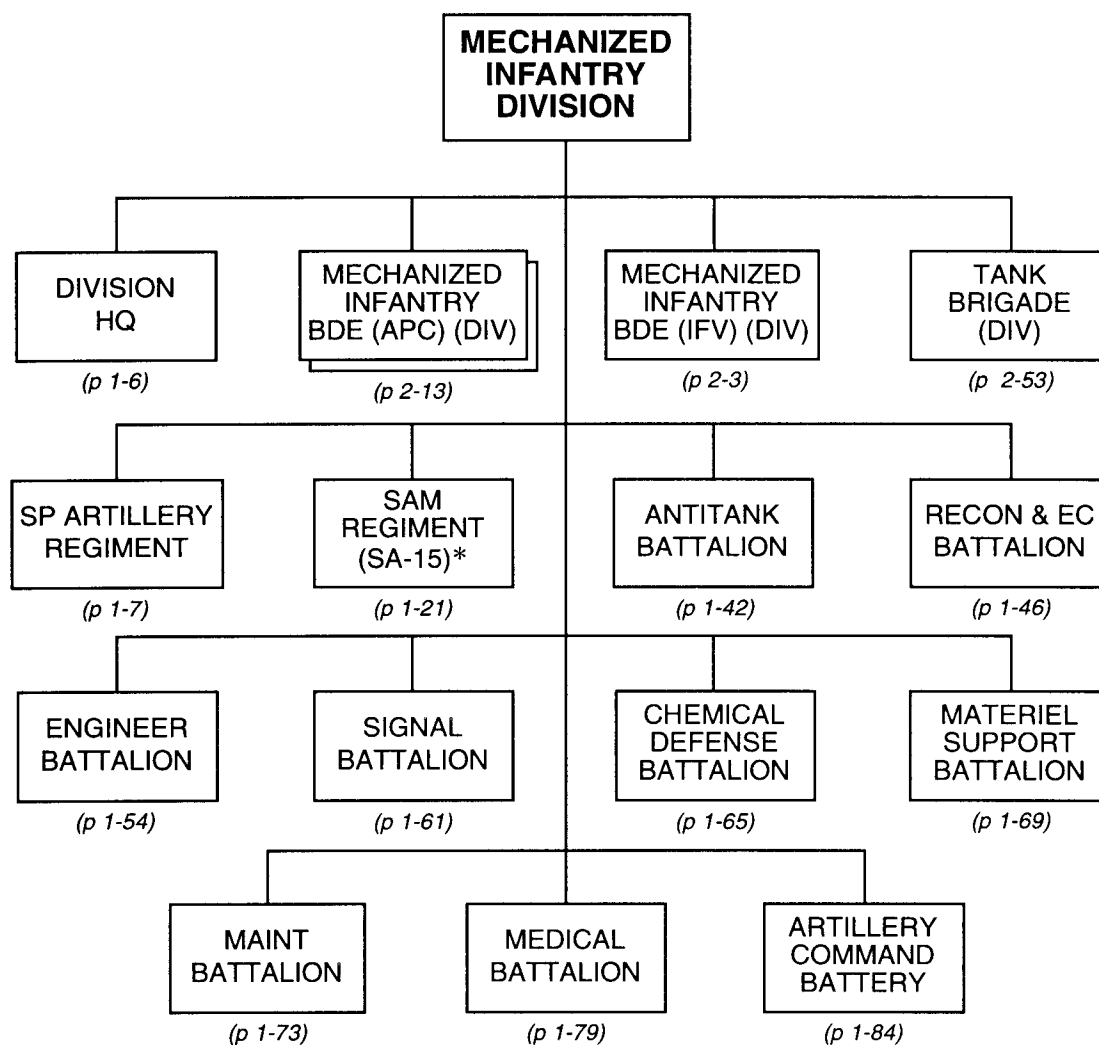 MECHANIZED
INFANTRY
DIVISION
DIVISION
HQ
(p 1-6)
MECHANIZED
INFANTRY
BDE (APC) (DIV)
(p 2-13)
MECHANIZED
INFANTRY
BDE (IFV) (DIV)
(p 2-3)
TANK
BRIGADE
(DIV)
(p 2-53)
SP ARTILLERY
REGIMENT
(p 1-7)
SAM
REGIMENT
(SA-15)*
(p 1-21)
ANTITANK
BATTALION
(p 1-42)
RECON & EC
BATTALION
(p 1-46)
ENGINEER
BATTALION
(p 1-54)
SIGNAL
BATTALION
(p 1-61)
CHEMICAL
DEFENSE
BATTALION
(p 1-65)
MATERIEL
SUPPORT
BATTALION
(p 1-69)
MAINT
BATTALION
(p 1-73)
MEDICAL
BATTALION
(p 1-79)
ARTILLERY
COMMAND
BATTERY
(p 1-84)